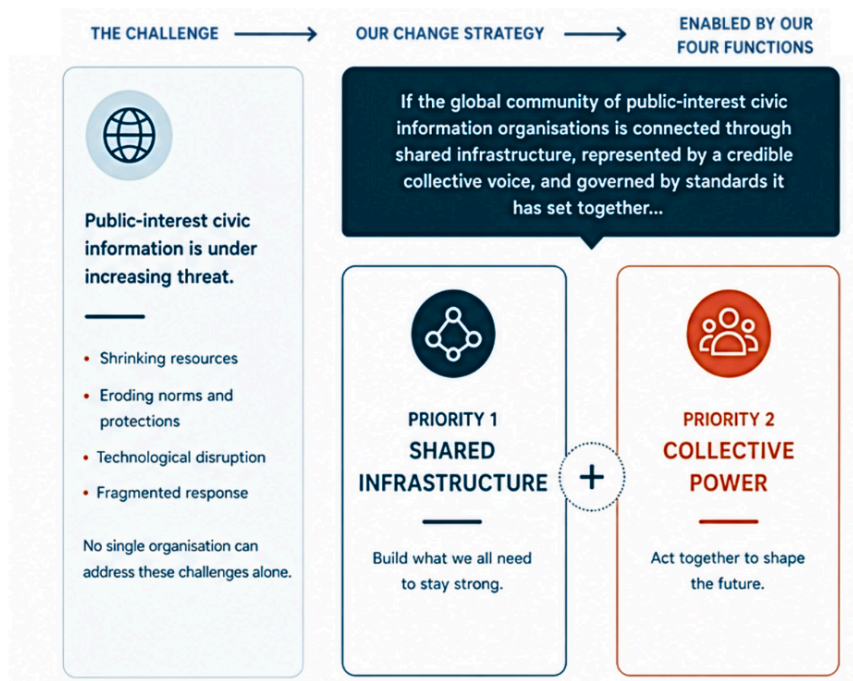 THE CHALLENGE
OUR CHANGE STRATEGY
ENABLED BY OUR
FOUR FUNCTIONS
Public-interest civic
information is under
increasing threat.
• Shrinking resources
• Eroding norms and
protections
• Technological disruption
• Fragmented response
No single organisation can
address these challenges alone.
If the global community of public-interest civic
information organisations is connected through
shared infrastructure, represented by a credible
collective voice, and governed by standards it
has set together...
PRIORITY 1
SHARED
INFRASTRUCTURE
Build what we all need
to stay strong.
+
PRIORITY 2
COLLECTIVE
POWER
Act together to shape
the future.